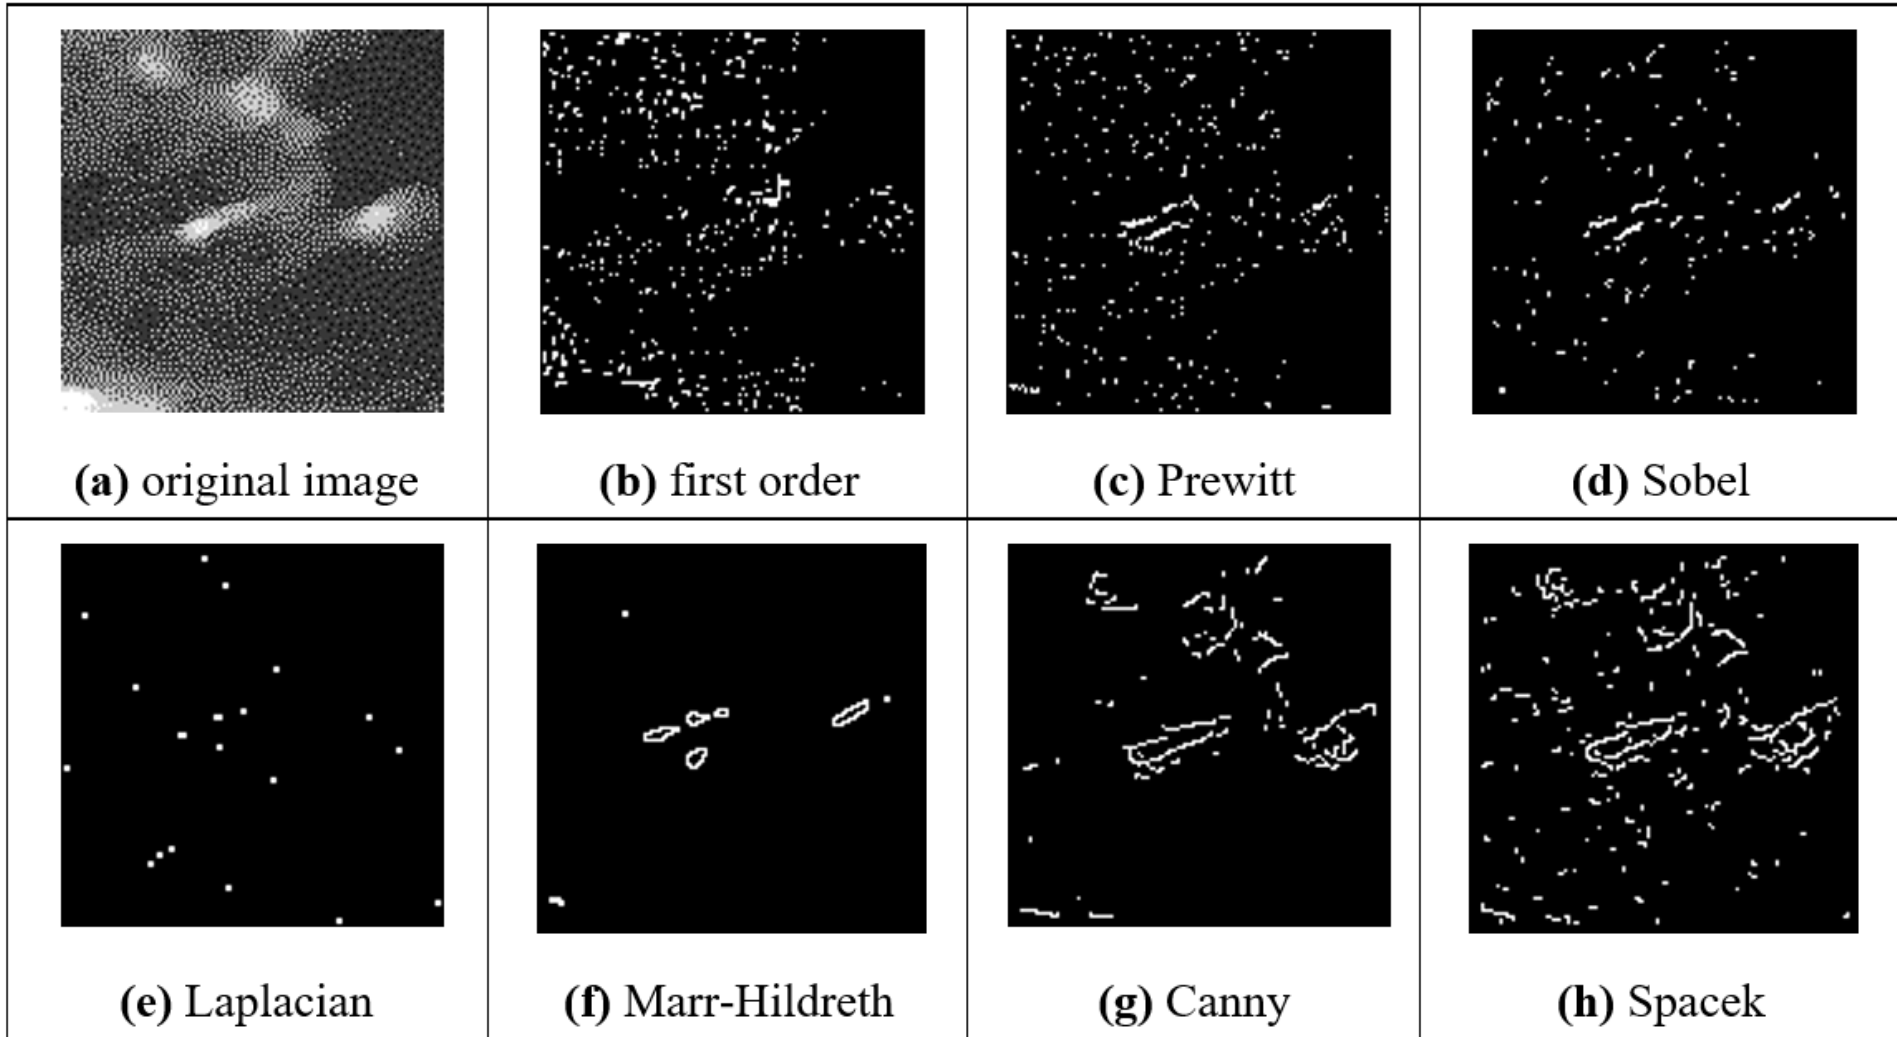 (a) original image
(b) first order
(c) Prewitt
(d) Sobel
(e) Laplacian
(f) Marr-Hildreth
(g) Canny
(h) Spacek